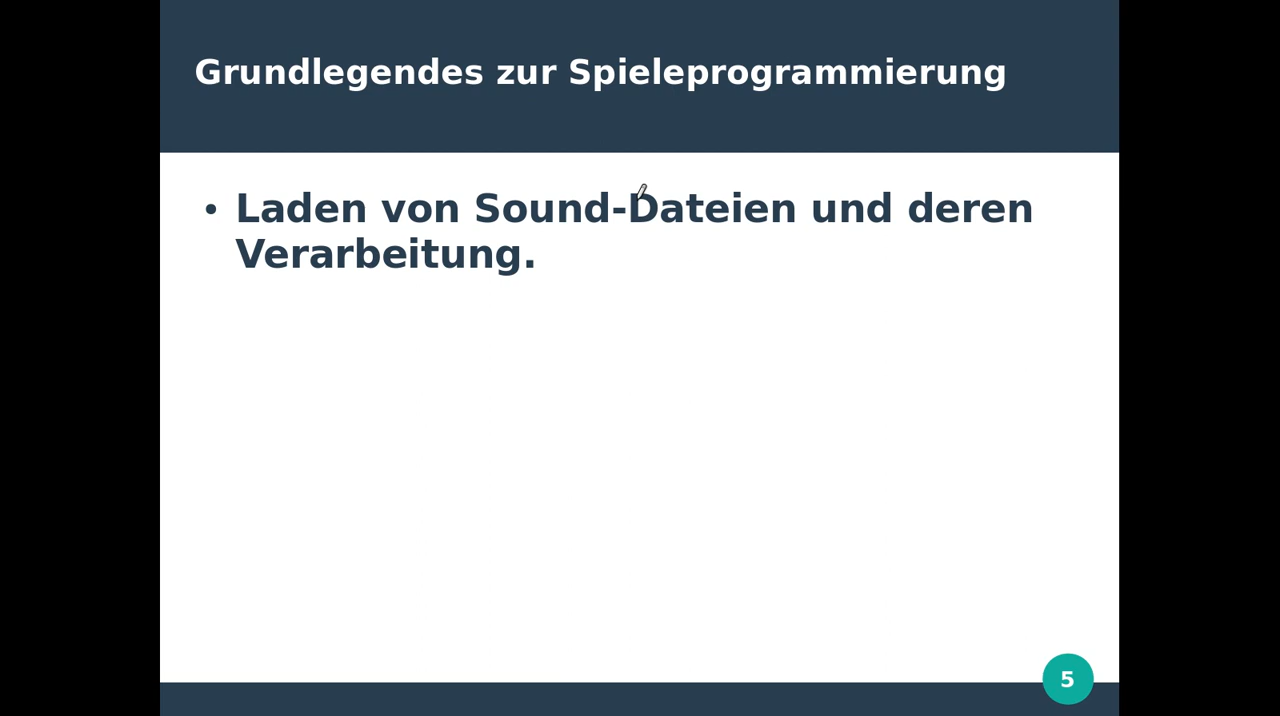 Grundlegendes zur Spieleprogrammierung
• Laden von Sound-Dateien und deren
Verarbeitung.
5